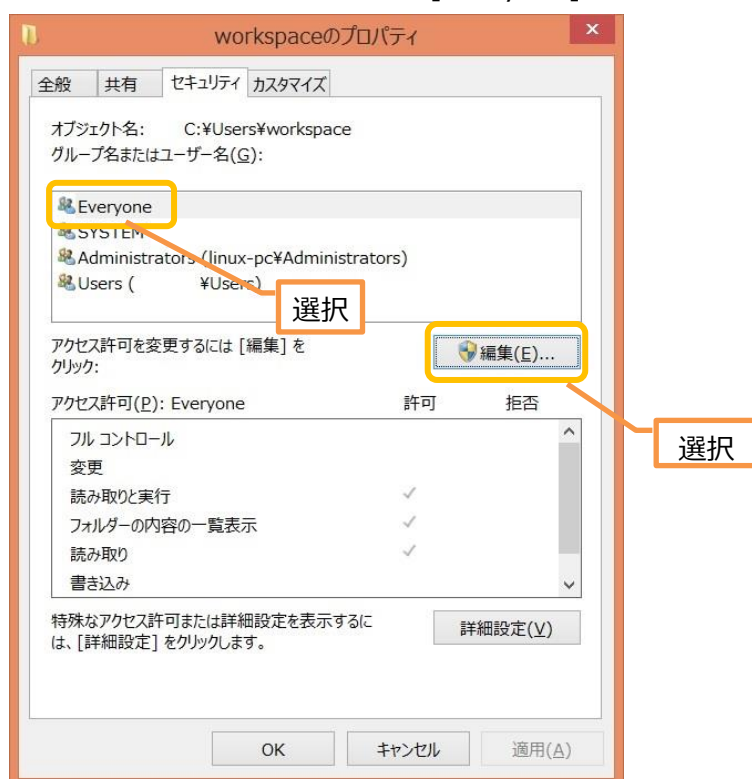 workspaceのプロパティ
全般 共有 セキュリティ カスタマイズ
オブジェクト名: C:¥Users¥workspace
グループ名またはユーザー名(G):
Everyone
SYSTEM
Administrators (linux-pc¥Administrators)
Users ( ¥Users)
選択
アクセス許可を変更するには [編集] を
クリック:
編集(E)...
アクセス許可(P): Everyone 許可 拒否
選択
フル コントロール
変更
読み取りと実行
フォルダーの内容の一覧表示
読み取り
書き込み
特殊なアクセス許可または詳細設定を表示するに
は、[詳細設定] をクリックします。
詳細設定(V)
OK キャンセル 適用(A)